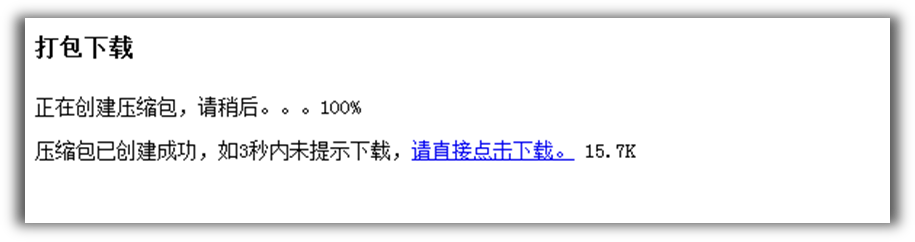 打包下载
正在创建压缩包，请稍后。。。100%
压缩包已创建成功，如3秒内未提示下载，请直接点击下载。 15.7K